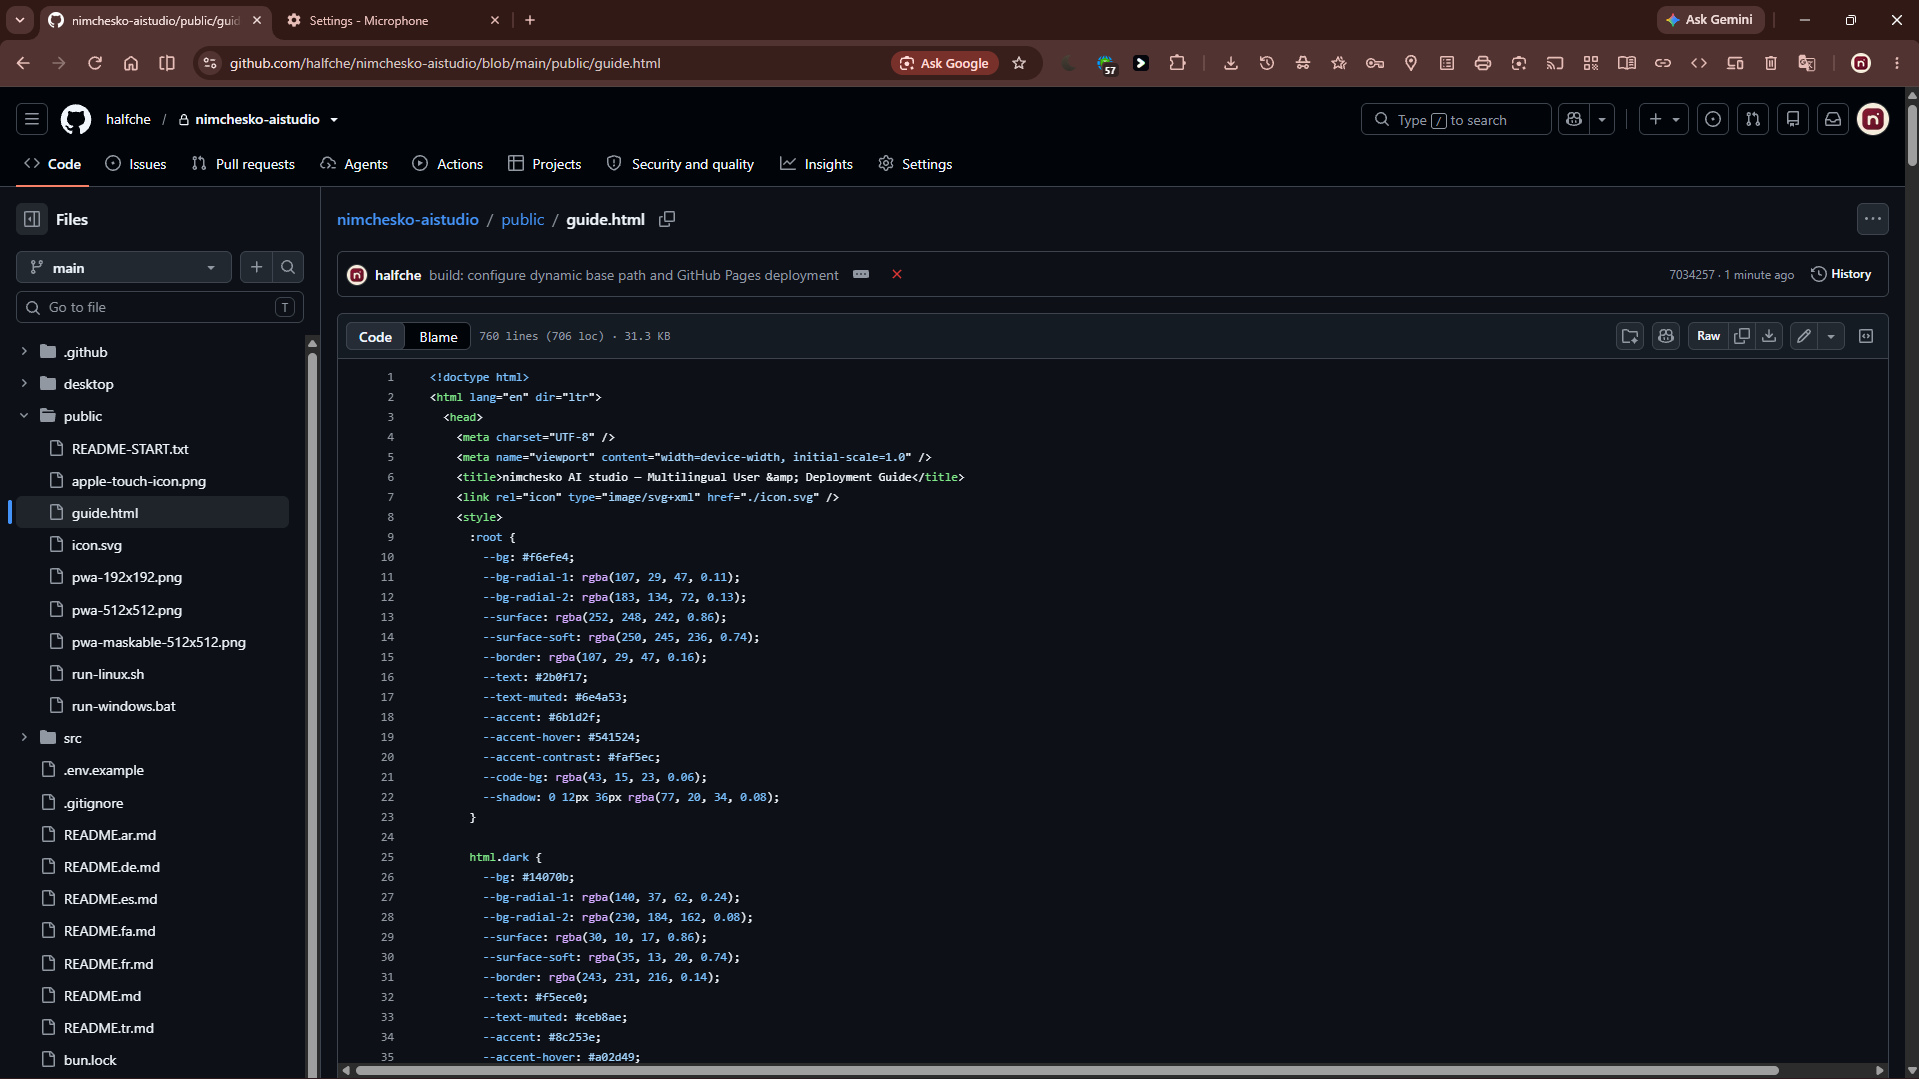 nimchesko-aistudio/public/guid
Settings - Microphone
Ask Gemini
github.com/halfche/nimchesko-aistudio/blob/main/public/guide.html
Ask Google
57
halfche / nimchesko-aistudio
Type / to search
Code
Issues
Pull requests
Agents
Actions
Projects
Security and quality
Insights
Settings
Files
main
Go to file
T
.github
desktop
public
README-START.txt
apple-touch-icon.png
guide.html
icon.svg
pwa-192x192.png
pwa-512x512.png
pwa-maskable-512x512.png
run-linux.sh
run-windows.bat
src
.env.example
.gitignore
README.ar.md
README.de.md
README.es.md
README.fa.md
README.fr.md
README.md
README.tr.md
bun.lock
nimchesko-aistudio / public / guide.html
halfche build: configure dynamic base path and GitHub Pages deployment
7034257 · 1 minute ago
History
Code
Blame
760 lines (706 loc) · 31.3 KB
Raw
1 <!doctype html>
2 <html lang="en" dir="ltr">
3 <head>
4 <meta charset="UTF-8" />
5 <meta name="viewport" content="width=device-width, initial-scale=1.0" />
6 <title>nimchesko AI studio — Multilingual User &amp; Deployment Guide</title>
7 <link rel="icon" type="image/svg+xml" href="./icon.svg" />
8 <style>
9 :root {
10 --bg: #f6efe4;
11 --bg-radial-1: rgba(107, 29, 47, 0.11);
12 --bg-radial-2: rgba(183, 134, 72, 0.13);
13 --surface: rgba(252, 248, 242, 0.86);
14 --surface-soft: rgba(250, 245, 236, 0.74);
15 --border: rgba(107, 29, 47, 0.16);
16 --text: #2b0f17;
17 --text-muted: #6e4a53;
18 --accent: #6b1d2f;
19 --accent-hover: #541524;
20 --accent-contrast: #faf5ec;
21 --code-bg: rgba(43, 15, 23, 0.06);
22 --shadow: 0 12px 36px rgba(77, 20, 34, 0.08);
23 }
24
25 html.dark {
26 --bg: #14070b;
27 --bg-radial-1: rgba(140, 37, 62, 0.24);
28 --bg-radial-2: rgba(230, 184, 162, 0.08);
29 --surface: rgba(30, 10, 17, 0.86);
30 --surface-soft: rgba(35, 13, 20, 0.74);
31 --border: rgba(243, 231, 216, 0.14);
32 --text: #f5ece0;
33 --text-muted: #ceb8ae;
34 --accent: #8c253e;
35 --accent-hover: #a02d49;